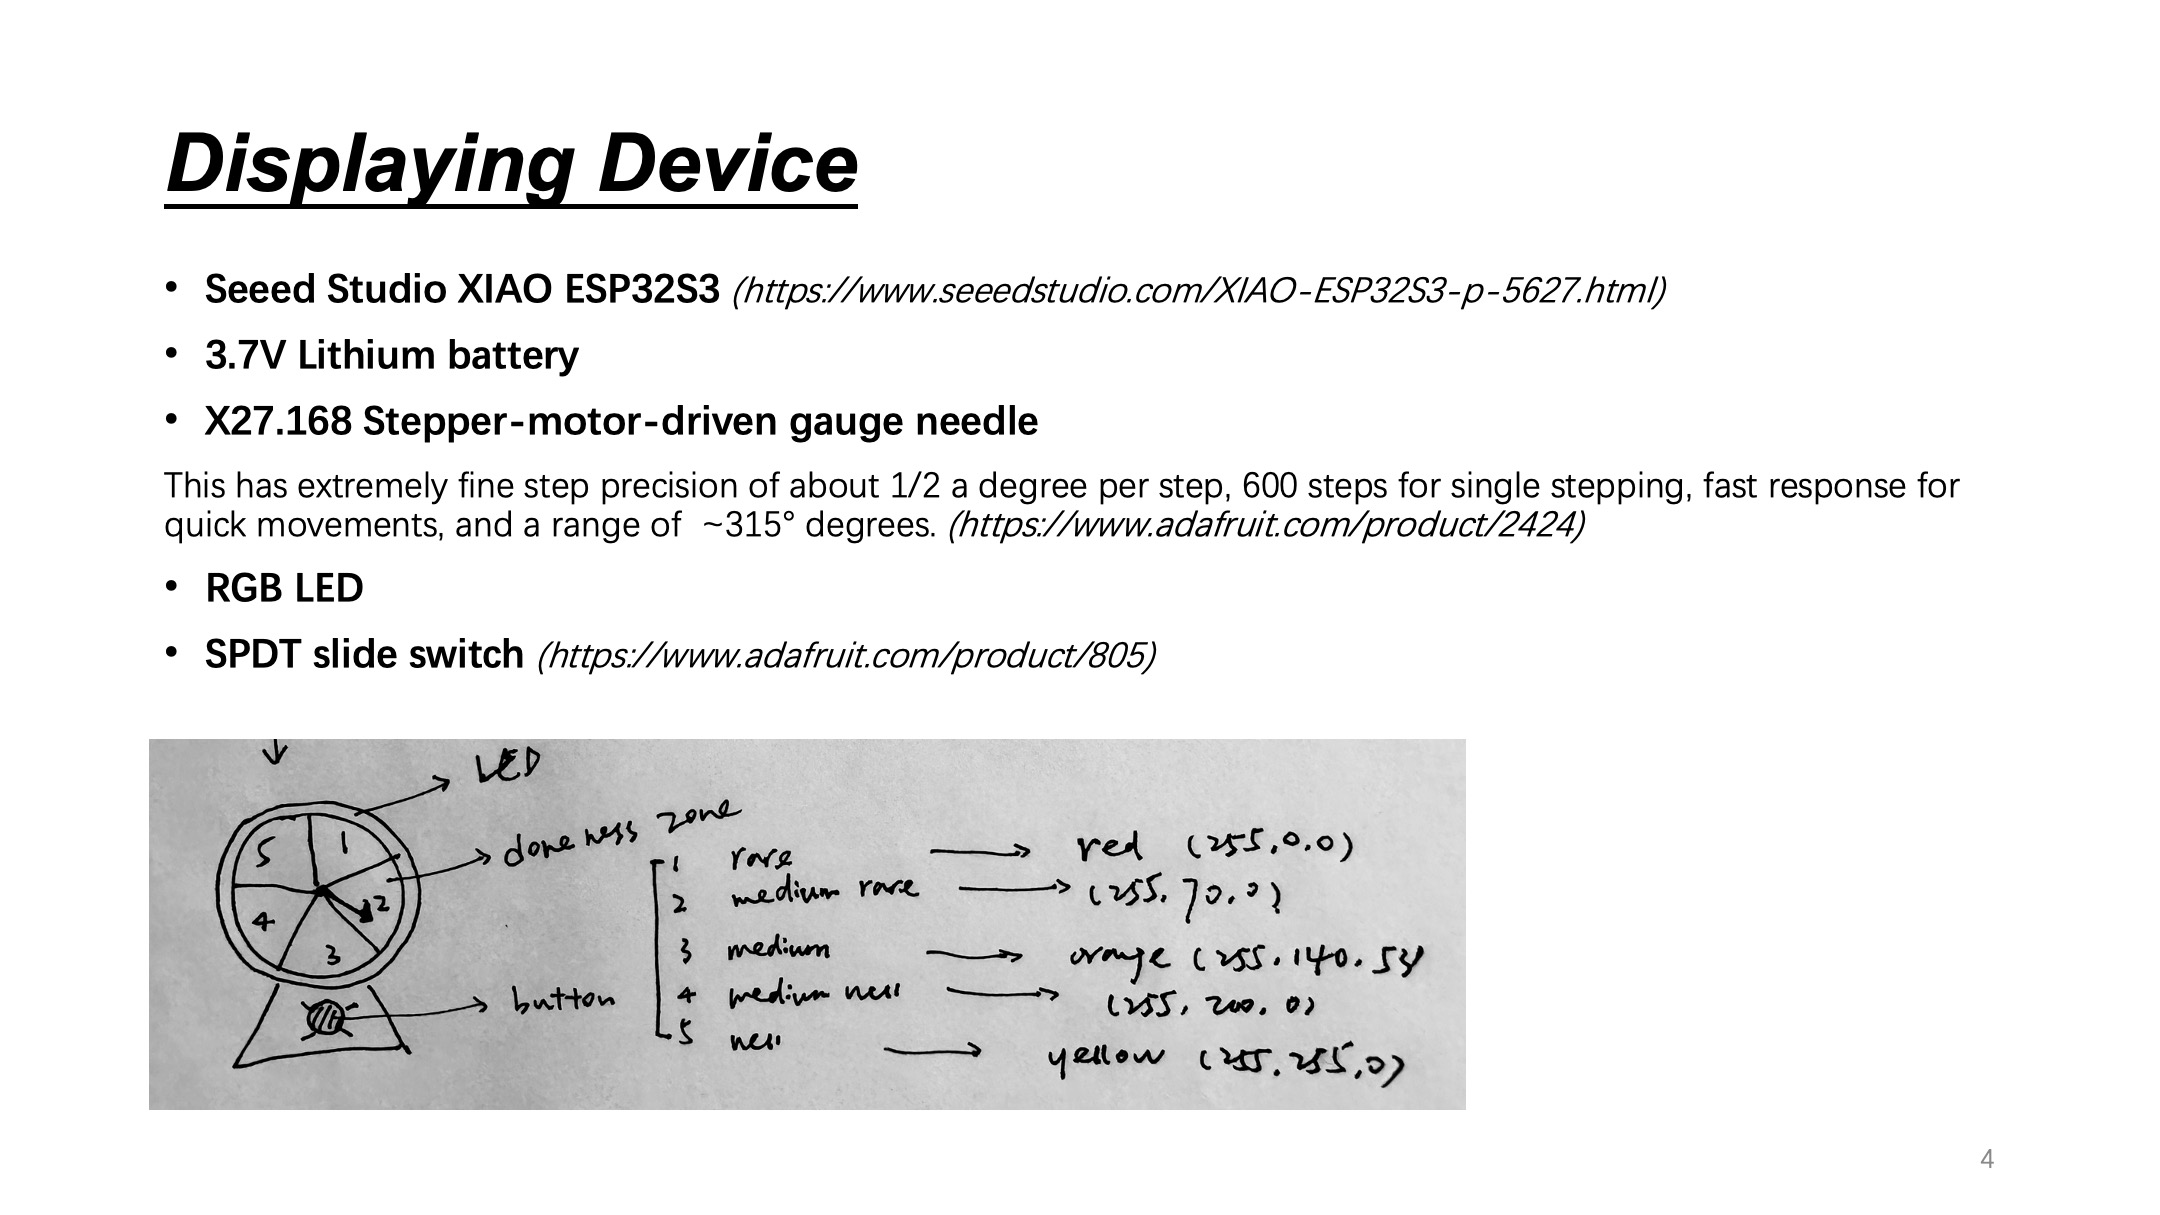 Displaying Device
• Seeed Studio XIAO ESP32S3 (https://www.seeedstudio.com/XIAO-ESP32S3-p-5627.html)
• 3.7V Lithium battery
• X27.168 Stepper-motor-driven gauge needle
This has extremely fine step precision of about 1/2 a degree per step, 600 steps for single stepping, fast response for
quick movements, and a range of ~315° degrees. (https://www.adafruit.com/product/2424)
• RGB LED
• SPDT slide switch (https://www.adafruit.com/product/805)
LED
doneness zone
5 1
2
4
3
button
1 rare → red (255,0,0)
2 medium rare → (255, 70, 0)
3 medium → orange (255, 140,
4 medium → (255, 200, 0)
5 → yellow (255, 255, 0)
4